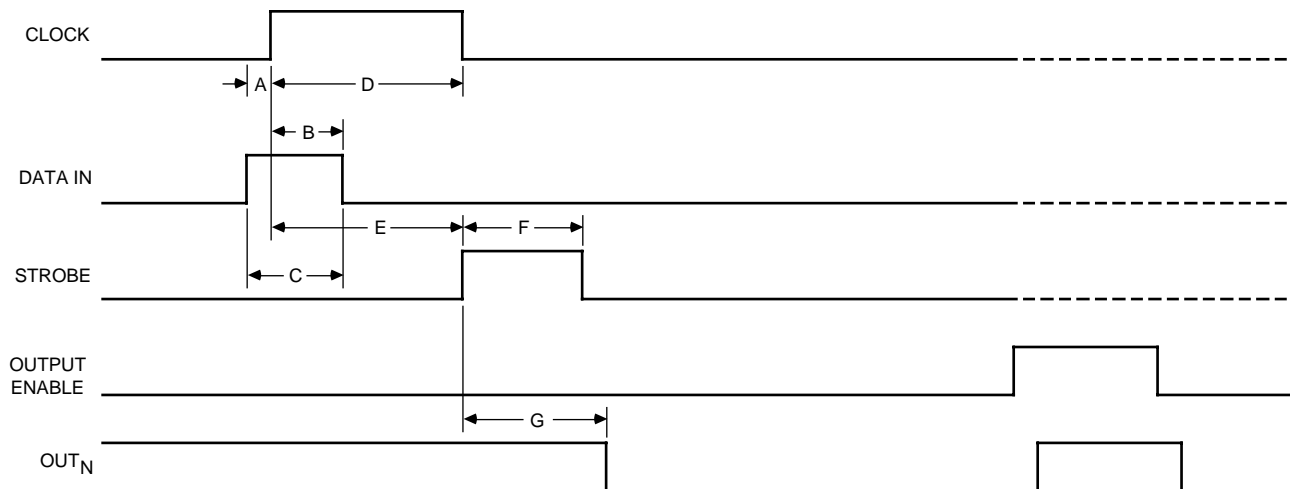 CLOCK
A
D
B
DATA IN
E
F
C
STROBE
OUTPUT
ENABLE
G
OUTN